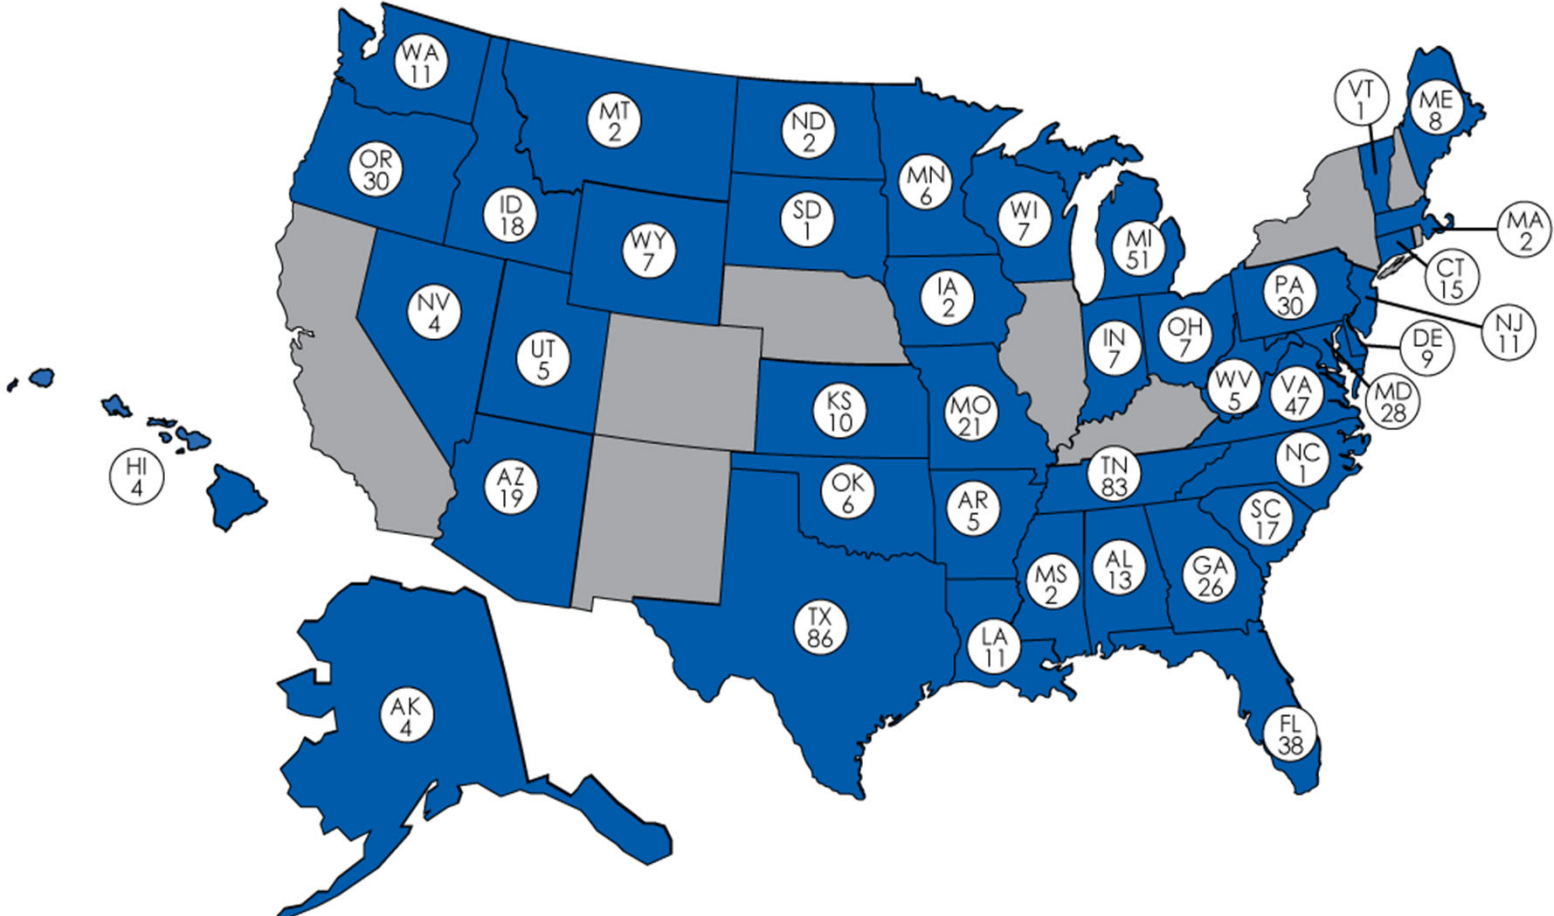 WA
11
MT
2
ND
2
MN
6
VT
1
ME
8
OR
30
ID
18
WY
7
SD
1
WI
7
MI
51
MA
2
CT
15
NV
4
UT
5
IA
2
IN
7
OH
7
PA
30
NJ
11
DE
9
MD
28
KS
10
MO
21
WV
5
VA
47
HI
4
AZ
19
OK
6
AR
5
TN
83
NC
1
SC
17
MS
2
AL
13
GA
26
TX
86
LA
11
AK
4
FL
38